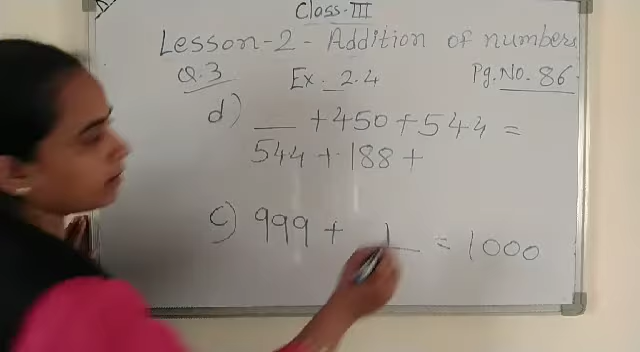 Class-III
Lesson-2 - Addition of numbers
Q.3 Ex. 2.4 Pg.No. 86
d) __ + 450 + 544 =
544 + 188 +
c) 999 + 1 = 1000